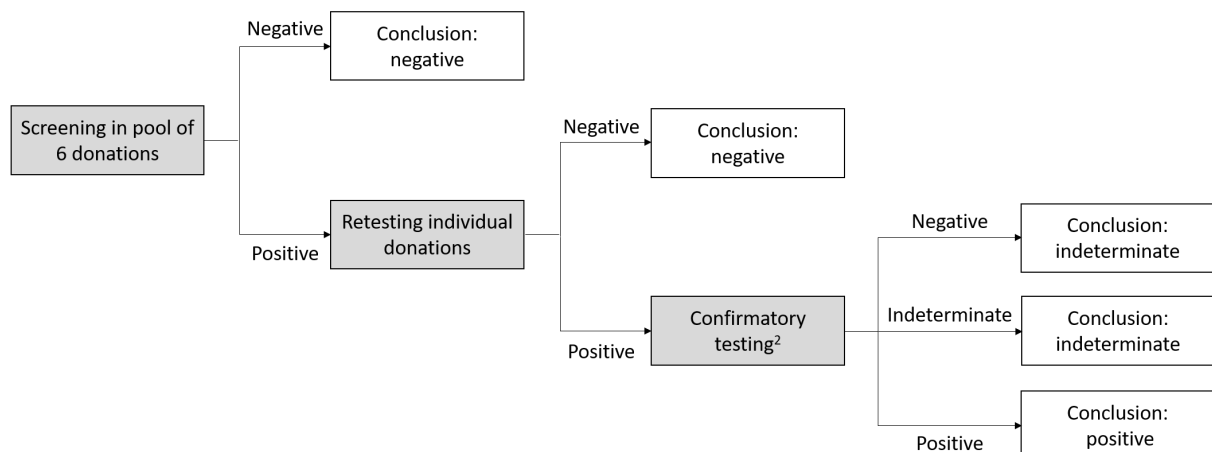 Negative
Conclusion:
negative
Screening in pool of
6 donations
Positive
Retesting individual
donations
Negative
Conclusion:
negative
Positive
Confirmatory
testing²
Negative
Conclusion:
indeterminate
Indeterminate
Conclusion:
indeterminate
Positive
Conclusion:
positive